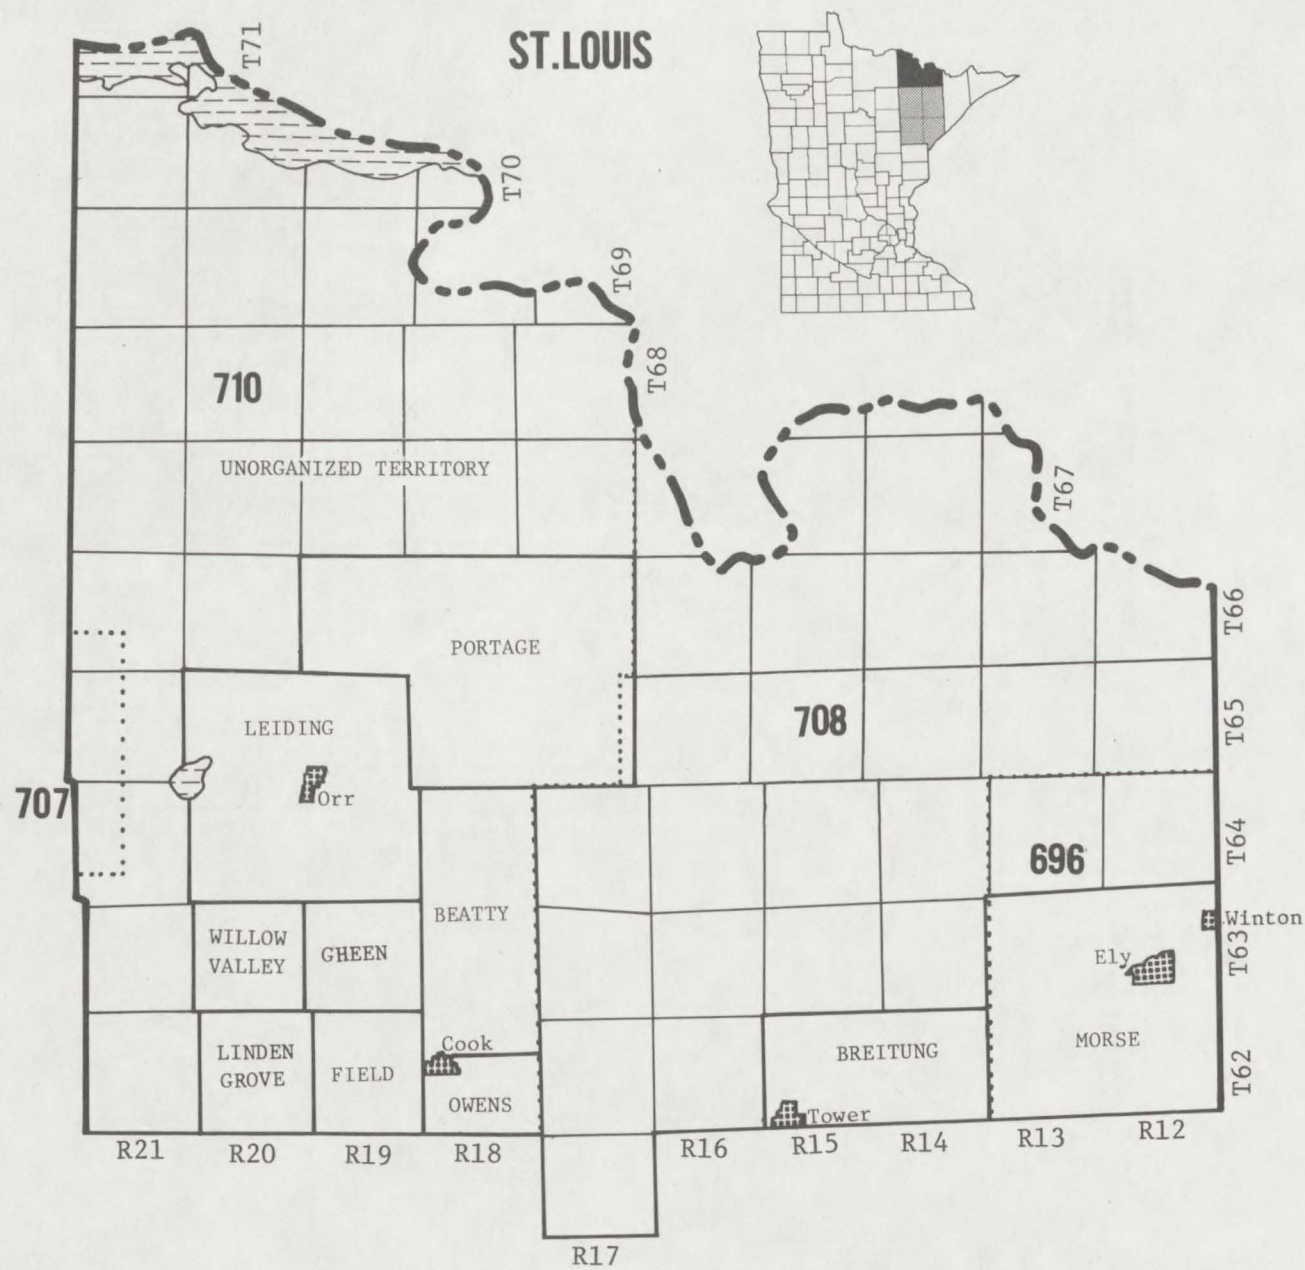 ST.LOUIS
T71
T70
T69
T68
710
UNORGANIZED TERRITORY
T67
T66
PORTAGE
708
T65
LEIDING
Orr
707
T64
696
BEATTY
Winton
WILLOW
VALLEY
GHEEN
Ely
T63
Cook
LINDEN
GROVE
FIELD
BREITUNG
MORSE
T62
OWENS
Tower
R21
R20
R19
R18
R16
R15
R14
R13
R12
R17